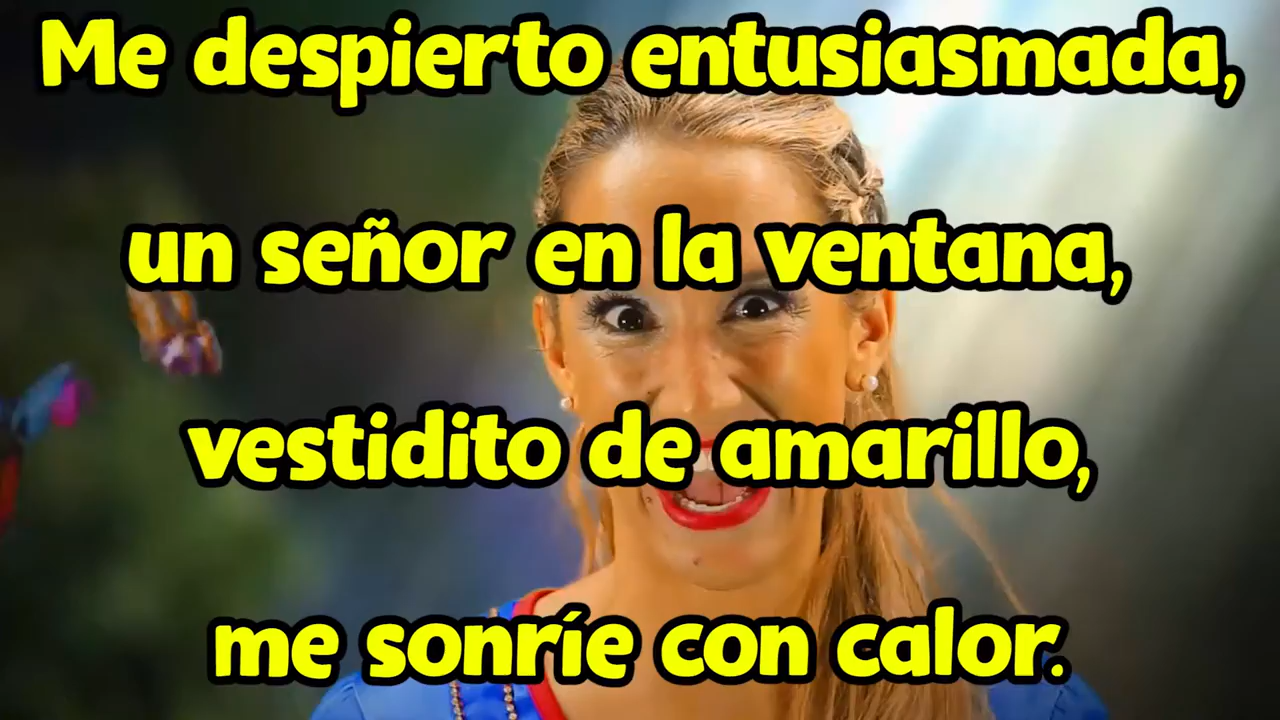 Me despierto entusiasmada,
un señor en la ventana,
vestidito de amarillo,
me sonríe con calor.